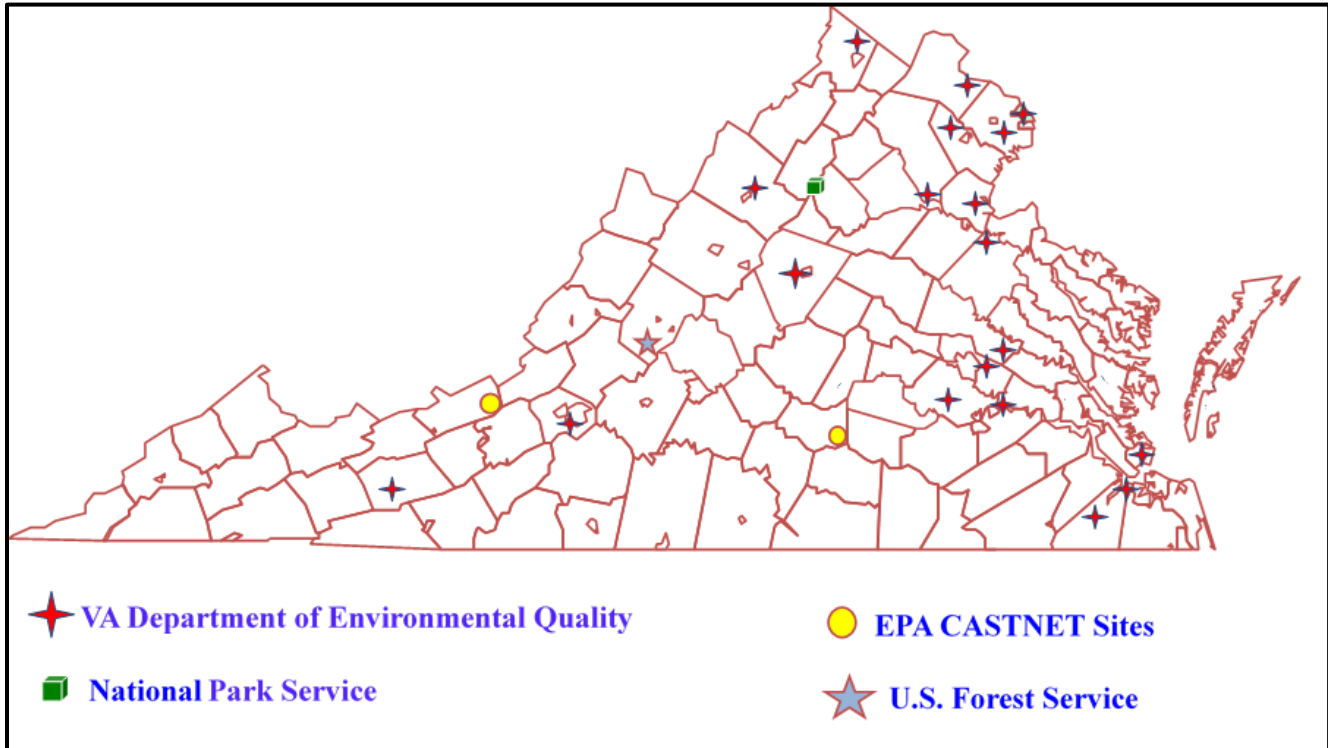 VA Department of Environmental Quality
EPA CASTNET Sites
National Park Service
U.S. Forest Service